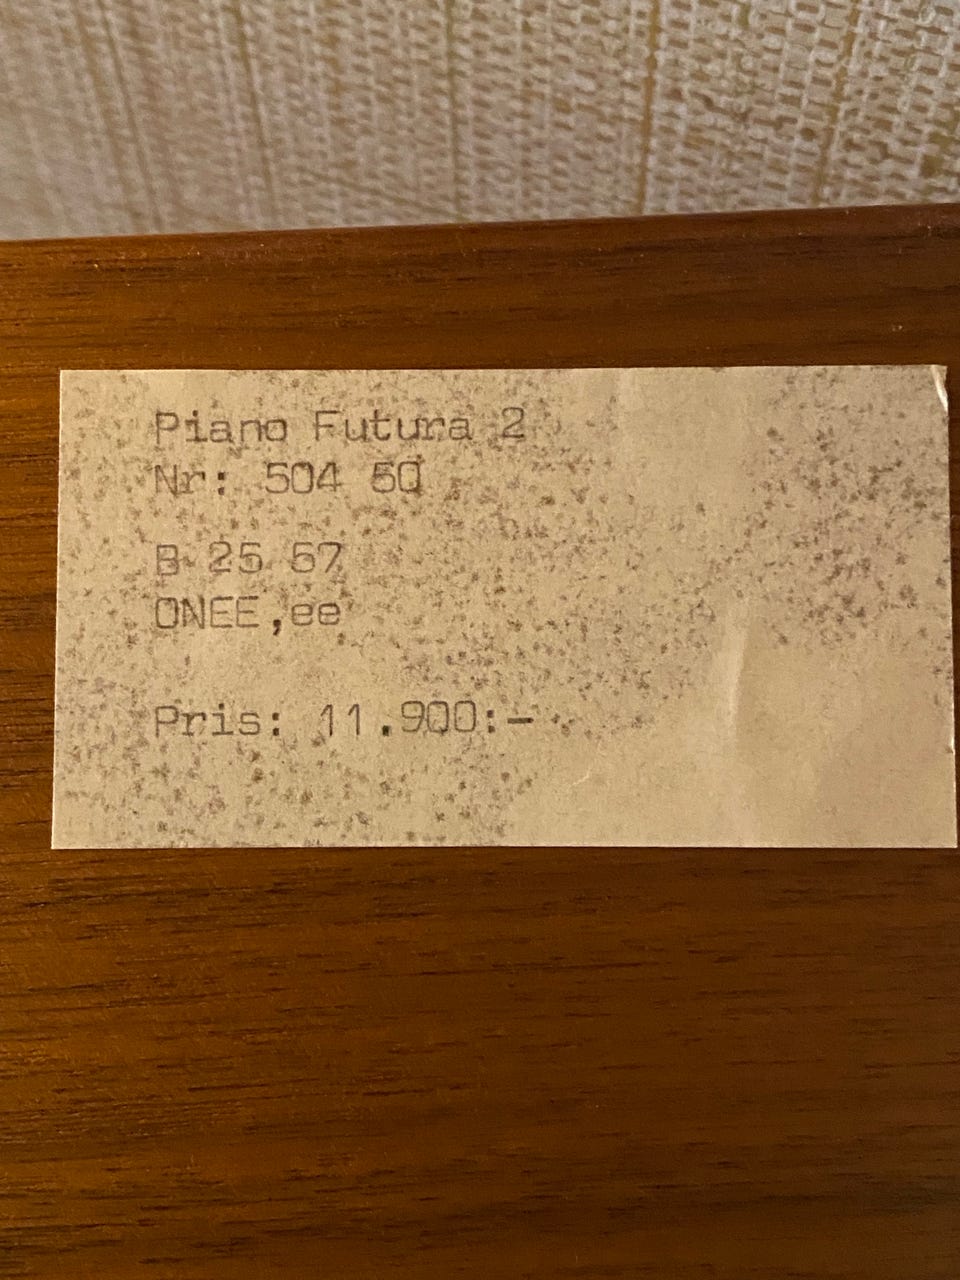 Piano Futura 2
Nr: 504 50
B 25 57
ONEE,ee
Pris: 11.900:-